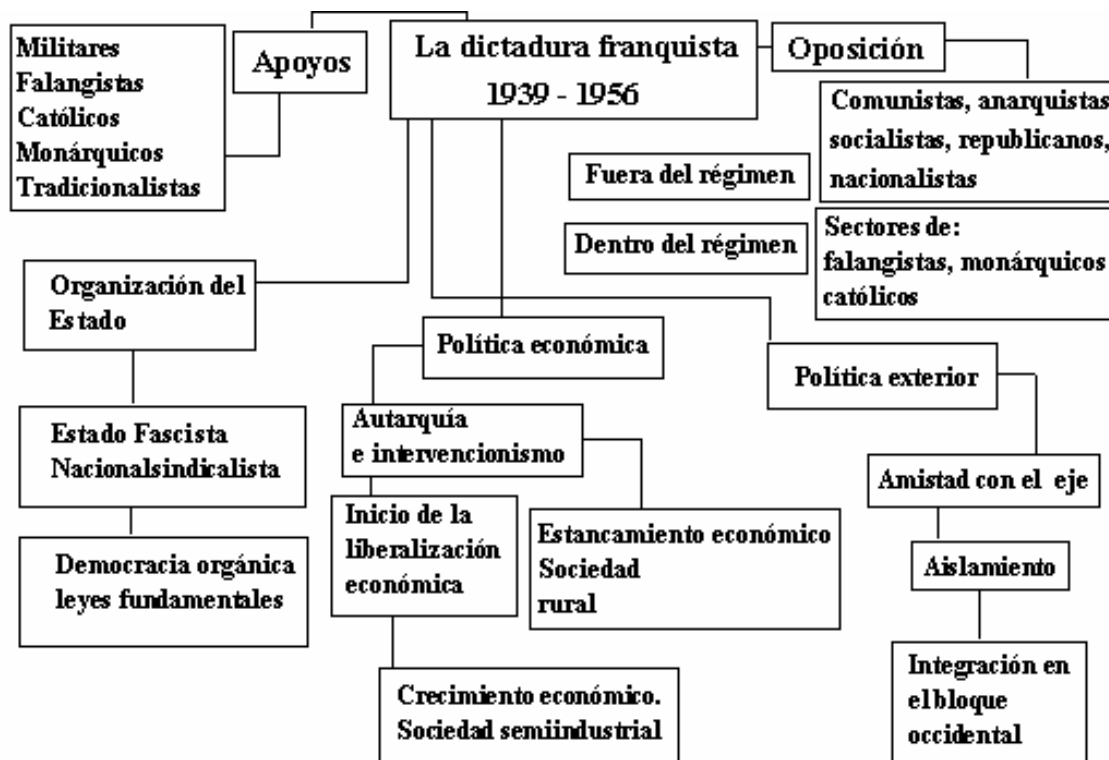 La dictadura franquista
1939 - 1956
Apoyos
Militares
Falangistas
Católicos
Monárquicos
Tradicionalistas
Oposición
Comunistas, anarquistas
socialistas, republicanos,
nacionalistas
Fuera del régimen
Dentro del régimen
Sectores de:
falangistas, monárquicos
católicos
Organización del
Estado
Estado Fascista
Nacionalsindicalista
Democracia orgánica
leyes fundamentales
Política económica
Autarquía
e intervencionismo
Inicio de la
liberalización
económica
Estancamiento económico
Sociedad
rural
Crecimiento económico.
Sociedad semiindustrial
Política exterior
Amistad con el eje
Aislamiento
Integración en
el bloque
occidental